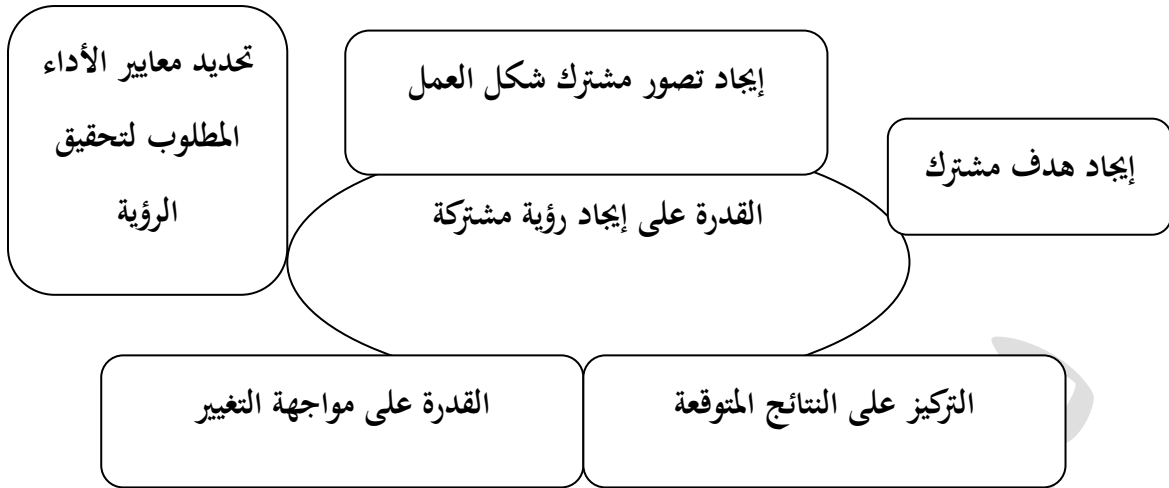 إيجاد تصور مشترك شكل العمل
إيجاد هدف مشترك
تحديد معايير الأداء
المطلوب لتحقيق
الرؤية
القدرة على إيجاد رؤية مشتركة
التركيز على النتائج المتوقعة
القدرة على مواجهة التغيير